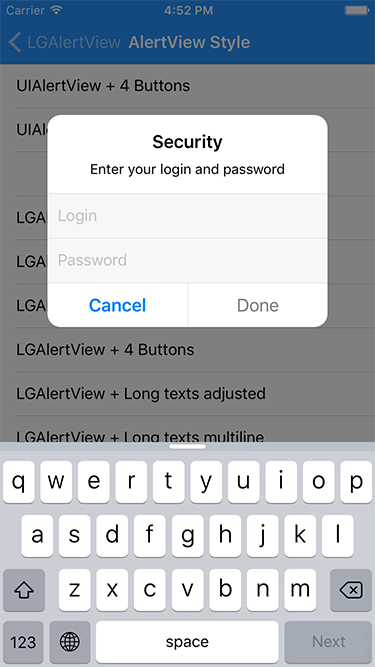 Carrier 4:52 PM
LGAlertView AlertView Style
UIAlertView + 4 Buttons
UIAl
Security
Enter your login and password
LGA
Login
LGA
Password
LGA
Cancel Done
LGAlertView + 4 Buttons
LGAlertView + Long texts adjusted
LGAlertView + Long texts multiline
q w e r t y u i o p
a s d f g h j k l
z x c v b n m
123 space Next